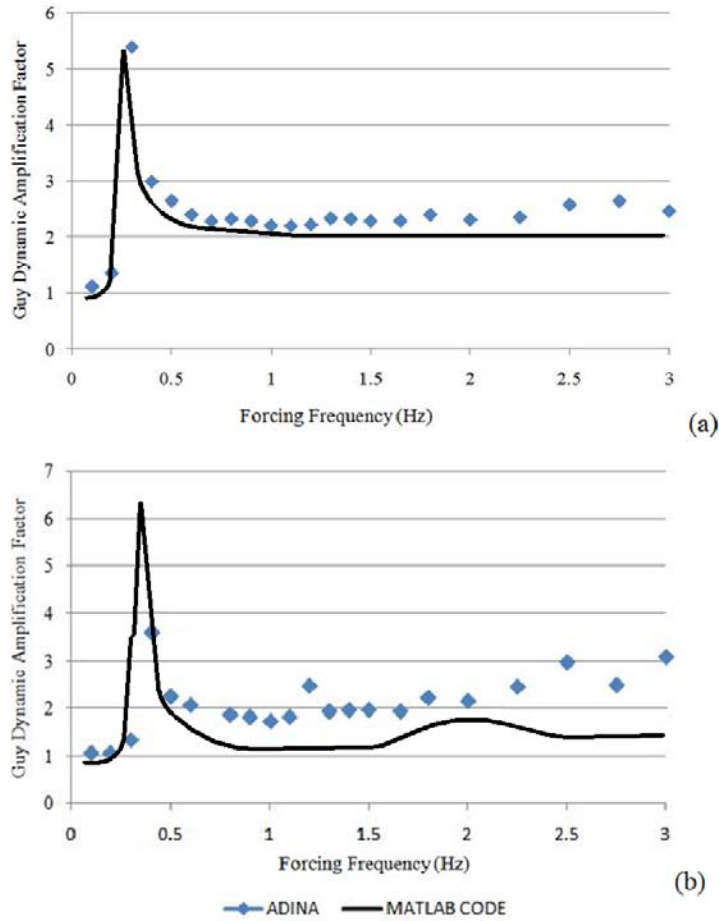 6
5
4
3
2
1
0
Guy Dynamic Amplification Factor
0 0.5 1 1.5 2 2.5 3
Forcing Frequency (Hz)
(a)
7
6
5
4
3
2
1
0
Guy Dynamic Amplification Factor
0 0.5 1 1.5 2 2.5 3
Forcing Frequency (Hz)
(b)
ADINA MATLAB CODE